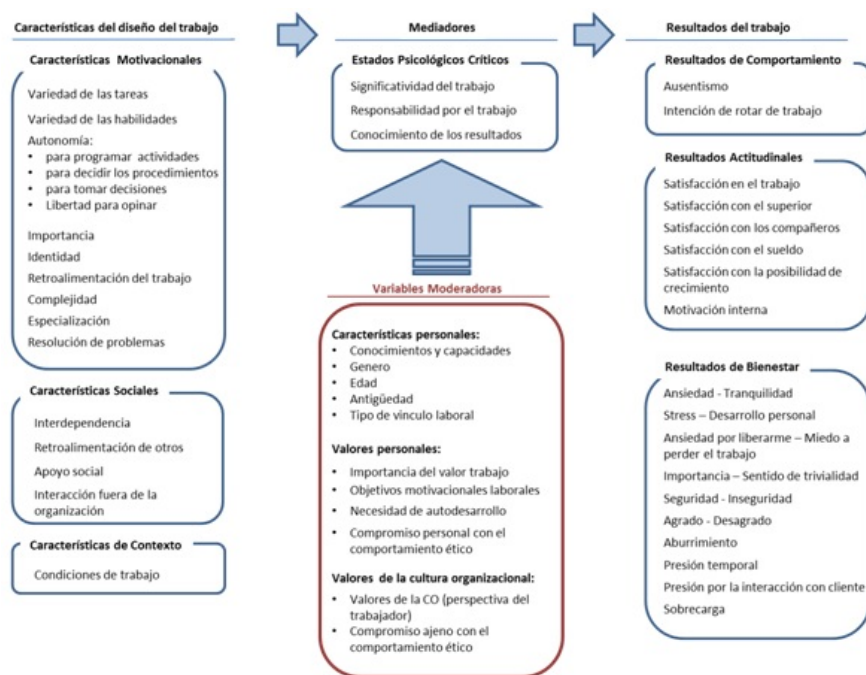 Características del diseño del trabajo
Características Motivacionales
Variedad de las tareas
Variedad de las habilidades
Autonomía:
• para programar actividades
• para decidir los procedimientos
• para tomar decisiones
• Libertad para opinar
Importancia
Identidad
Retroalimentación del trabajo
Complejidad
Especialización
Resolución de problemas
Características Sociales
Interdependencia
Retroalimentación de otros
Apoyo social
Interacción fuera de la
organización
Características de Contexto
Condiciones de trabajo
Mediadores
Estados Psicológicos Críticos
Significatividad del trabajo
Responsabilidad por el trabajo
Conocimiento de los resultados
Variables Moderadoras
Características personales:
• Conocimientos y capacidades
• Genero
• Edad
• Antigüedad
• Tipo de vinculo laboral
Valores personales:
• Importancia del valor trabajo
• Objetivos motivacionales laborales
• Necesidad de autodesarrollo
• Compromiso personal con el
comportamiento ético
Valores de la cultura organizacional:
• Valores de la CO (perspectiva del
trabajador)
• Compromiso ajeno con el
comportamiento ético
Resultados del trabajo
Resultados de Comportamiento
Ausentismo
Intención de rotar de trabajo
Resultados Actitudinales
Satisfacción en el trabajo
Satisfacción con el superior
Satisfacción con los compañeros
Satisfacción con el sueldo
Satisfacción con la posibilidad de
crecimiento
Motivación interna
Resultados de Bienestar
Ansiedad - Tranquilidad
Stress – Desarrollo personal
Ansiedad por liberarme – Miedo a
perder el trabajo
Importancia – Sentido de trivialidad
Seguridad - Inseguridad
Agrado - Desagrado
Aburrimiento
Presión temporal
Presión por la interacción con cliente
Sobrecarga